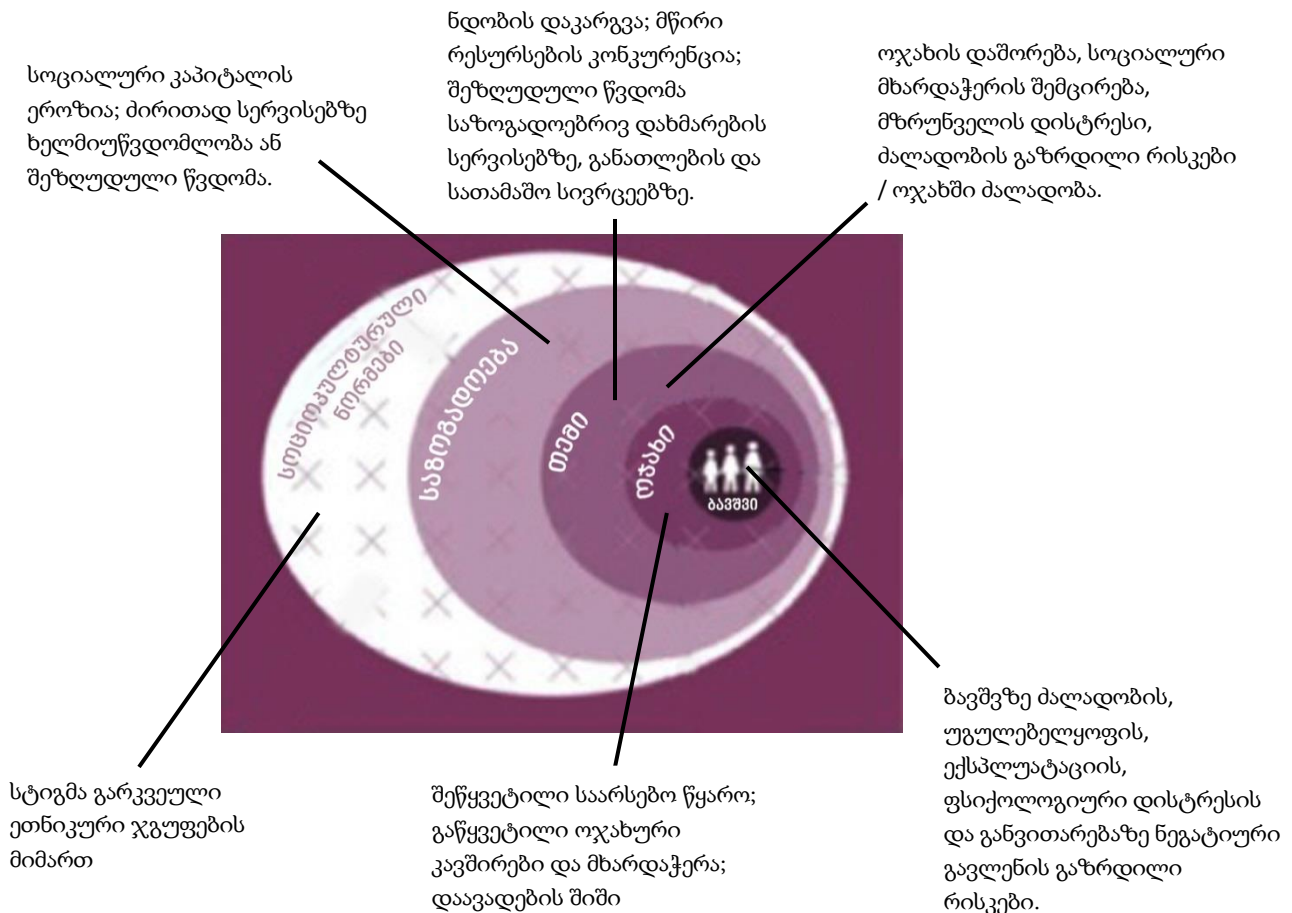 სოციალური კაპიტალის
ეროზია; ძირითად სერვისებზე
ხელმიუწვდომლობა ან
შეზღუდული წვდომა.
ნდობის დაკარგვა; მწირი
რესურსების კონკურენცია;
შეზღუდული წვდომა
საზოგადოებრივ დახმარების
სერვისებზე, განათლების და
სათამაშო სივრცეებზე.
ოჯახის დაშორება, სოციალური
მხარდაჭერის შემცირება,
მზრუნველის დისტრესი,
ძალადობის გაზრდილი რისკები
/ ოჯახში ძალადობა.
სოციოკულტურული
ნორმები
საზოგადოება
თემი
ოჯახი
ბავშვი
სტიგმა გარკვეული
ეთნიკური ჯგუფების
მიმართ
შეწყვეტილი საარსებო წყარო;
გაწყვეტილი ოჯახური
კავშირები და მხარდაჭერა;
დაავადების შიში
ბავშვზე ძალადობის,
უგულებელყოფის,
ექსპლუატაციის,
ფსიქოლოგიური დისტრესის
და განვითარებაზე ნეგატიური
გავლენის გაზრდილი
რისკები.